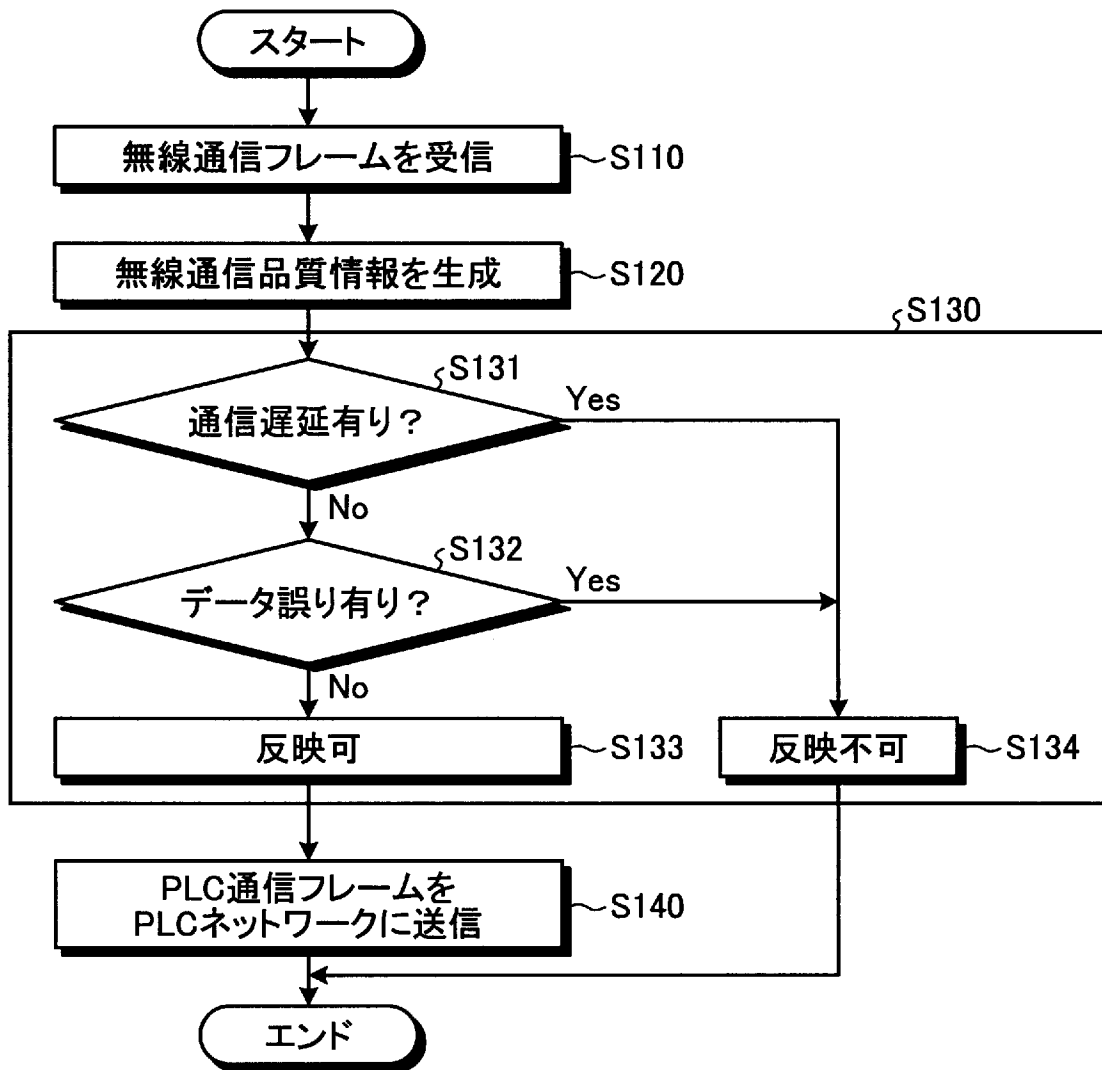 スタート
無線通信フレームを受信
S110
無線通信品質情報を生成
S120
S130
S131
通信遅延有り?
Yes
No
S132
データ誤り有り?
Yes
No
反映可
S133
反映不可
S134
PLC通信フレームを
PLCネットワークに送信
S140
エンド